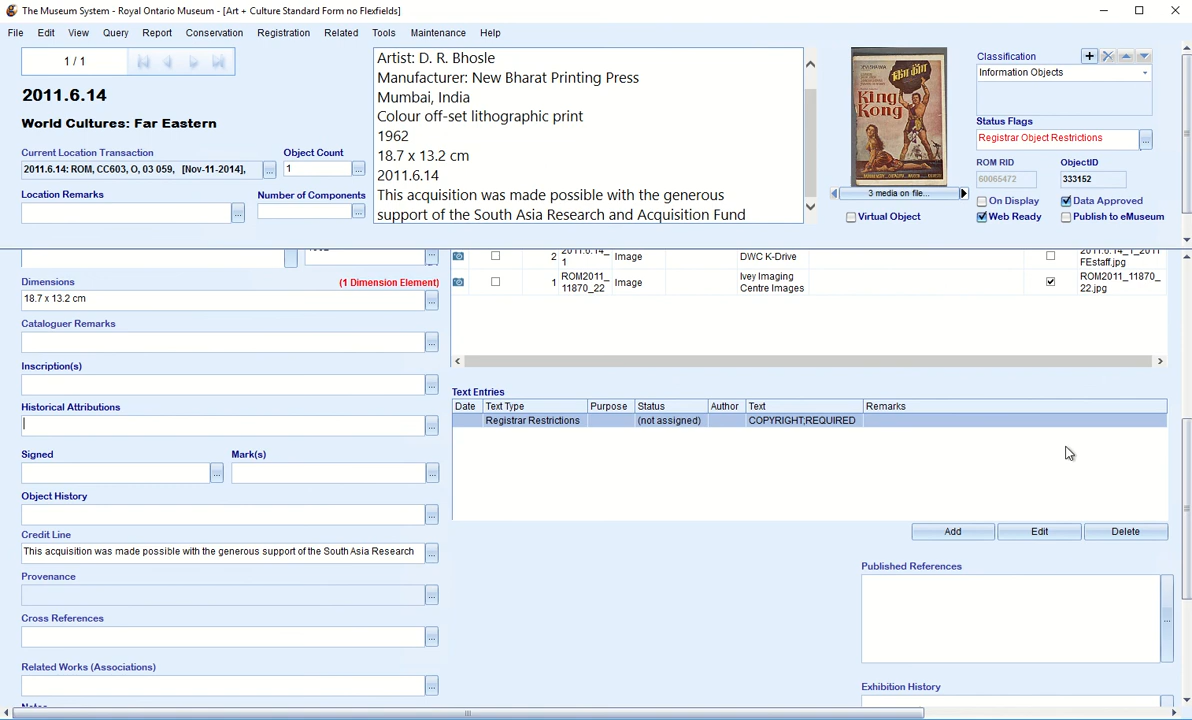 The Museum System - Royal Ontario Museum - [Art + Culture Standard Form no Flexfields]
File Edit View Query Report Conservation Registration Related Tools Maintenance Help
1 / 1
2011.6.14
World Cultures: Far Eastern
Current Location Transaction
Object Count
2011.6.14: ROM, CC603, O, 03 059, [Nov-11-2014],
...
1
...
Location Remarks
Number of Components
...
...
Artist: D. R. Bhosle
Manufacturer: New Bharat Printing Press
Mumbai, India
Colour off-set lithographic print
1962
18.7 x 13.2 cm
2011.6.14
This acquisition was made possible with the generous
support of the South Asia Research and Acquisition Fund
King
Kong
3 media on file...
Virtual Object
Classification
Information Objects
Status Flags
Registrar Object Restrictions
...
ROM RID
ObjectID
60065472
333152
On Display
Data Approved
Web Ready
Publish to eMuseum
Dimensions
(1 Dimension Element)
18.7 x 13.2 cm
...
Cataloguer Remarks
...
Inscription(s)
...
Historical Attributions
...
Signed
Mark(s)
...
...
Object History
...
Credit Line
This acquisition was made possible with the generous support of the South Asia Research
...
Provenance
...
Cross References
...
Related Works (Associations)
...
2
1
Image
DWC K-Drive
FEstaff.jpg
1
ROM2011_
11870_22
Image
Ivey Imaging
Centre Images
ROM2011_11870_
22.jpg
Text Entries
Date Text Type Purpose Status Author Text Remarks
Registrar Restrictions (not assigned) COPYRIGHT;REQUIRED
Add
Edit
Delete
Published References
...
Exhibition History